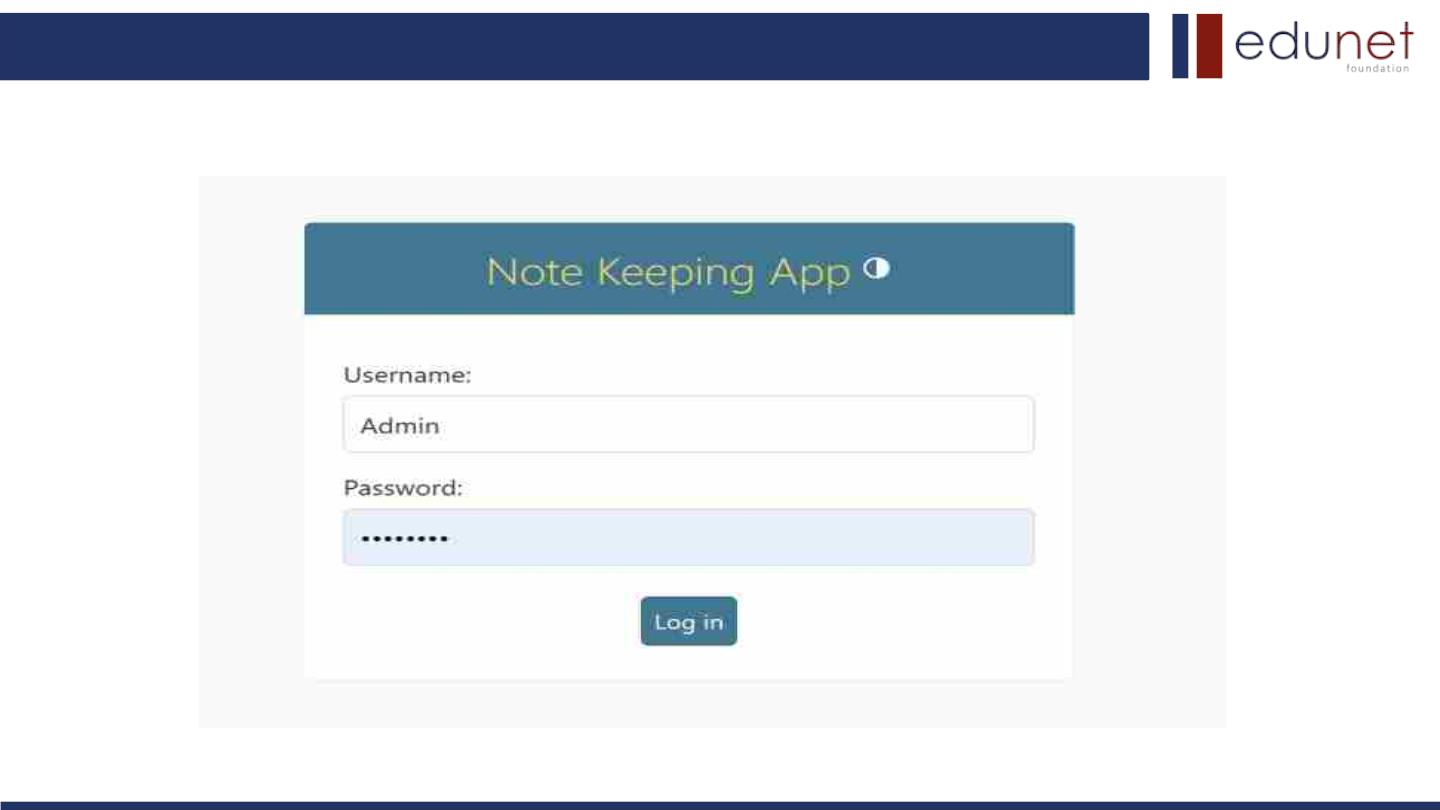 edunet
foundation
Note Keeping App
Username:
Admin
Password:
••••••••
Log in